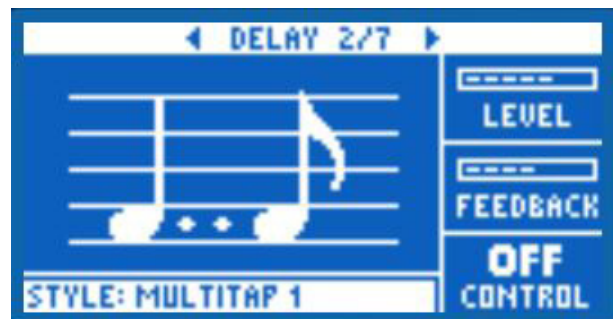 DELAY 2/7
LEVEL
FEEDBACK
OFF
CONTROL
STYLE: MULTITAP 1